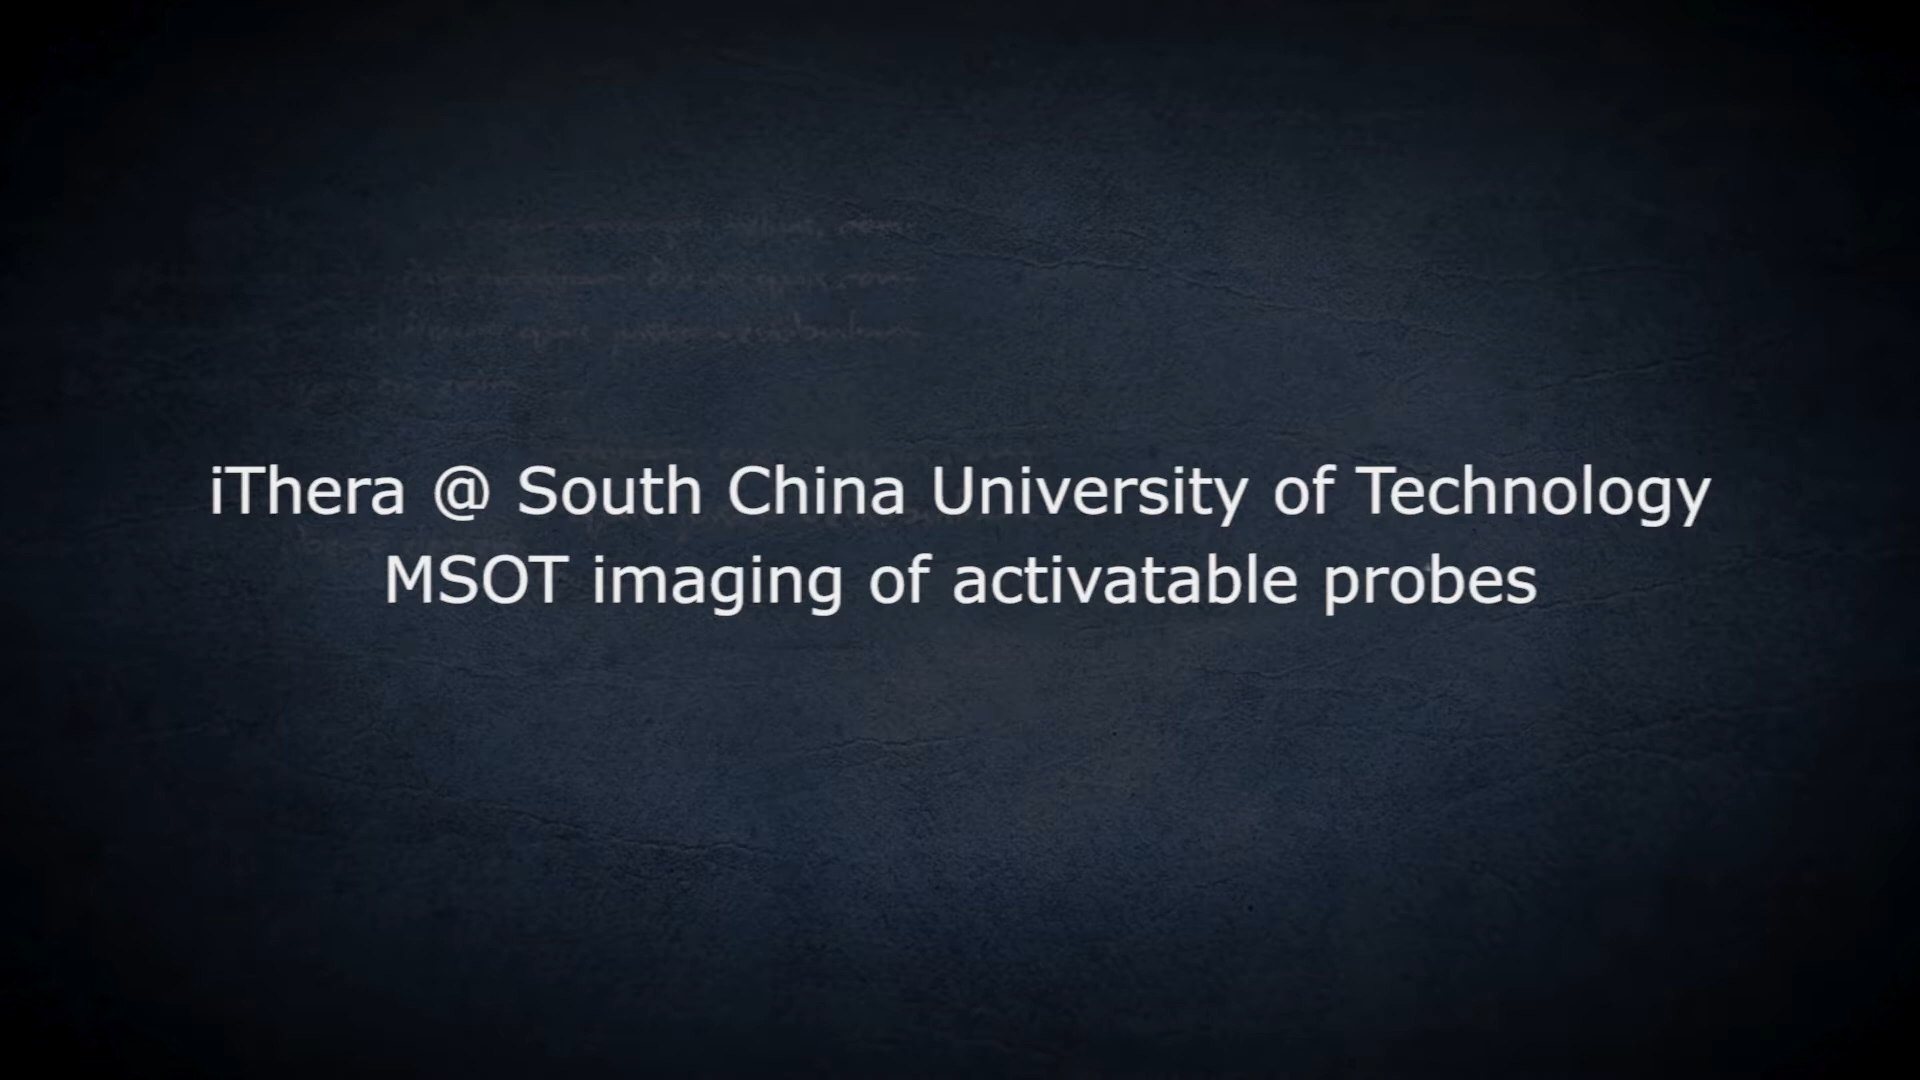 iThera @ South China University of Technology
MSOT imaging of activatable probes